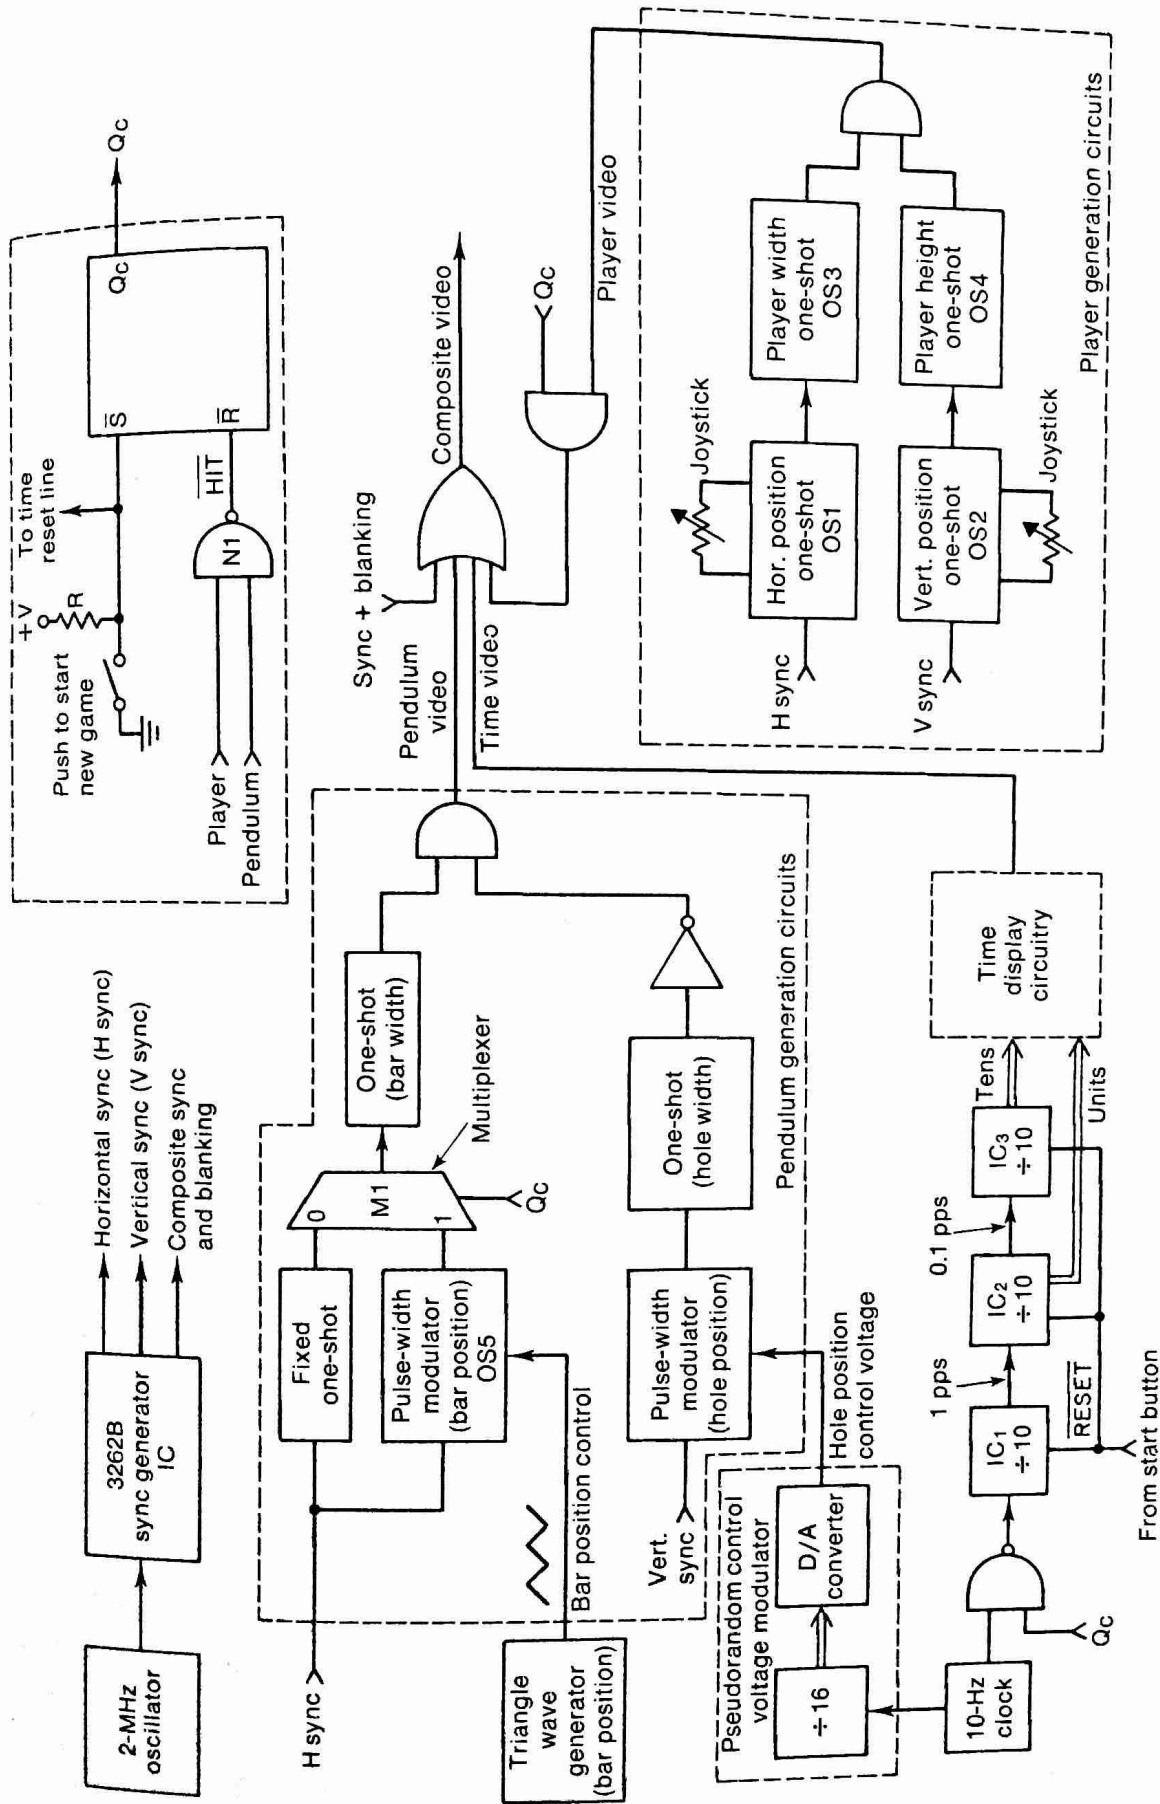 2-MHz
oscillator
3262B
sync generator
IC
Horizontal sync (H sync)
Vertical sync (V sync)
Composite sync
and blanking
Push to start
new game
+V
R
To time
reset line
S
R
Qc
Qc
HIT
N1
Player
Pendulum
H sync
Fixed
one-shot
Pulse-width
modulator
(bar position)
OS5
0
M1
1
Multiplexer
Qc
One-shot
(bar width)
Triangle
wave
generator
(bar position)
Bar position control
Vert.
sync
Pulse-width
modulator
(hole position)
One-shot
(hole width)
Pendulum generation circuits
Pendulum
video
Sync + blanking
Time video
Composite video
Qc
Player video
Pseudorandom control
voltage modulator
÷16
D/A
converter
Hole position
control voltage
10-Hz
clock
Qc
IC1
÷10
1 pps
IC2
÷10
0.1 pps
IC3
÷10
RESET
From start button
Tens
Units
Time
display
circuitry
H sync
Hor. position
one-shot
OS1
Joystick
Player width
one-shot
OS3
V sync
Vert. position
one-shot
OS2
Joystick
Player height
one-shot
OS4
Player generation circuits